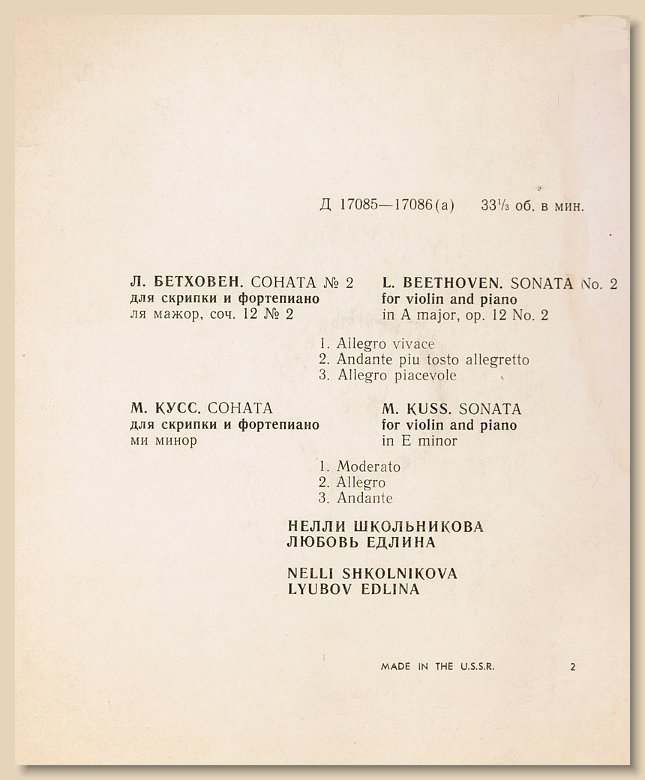 Д 17085—17086(а) 33⅓ об. в мин.
Л. БЕТХОВЕН. СОНАТА № 2
для скрипки и фортепиано
ля мажор, соч. 12 № 2
L. BEETHOVEN. SONATA No. 2
for violin and piano
in A major, op. 12 No. 2
1. Allegro vivace
2. Andante piu tosto allegretto
3. Allegro piacevole
М. КУСС. СОНАТА
для скрипки и фортепиано
ми минор
M. KUSS. SONATA
for violin and piano
in E minor
1. Moderato
2. Allegro
3. Andante
НЕЛЛИ ШКОЛЬНИКОВА
ЛЮБОВЬ ЕДЛИНА
NELLI SHKOLNIKOVA
LYUBOV EDLINA
MADE IN THE U.S.S.R. 2